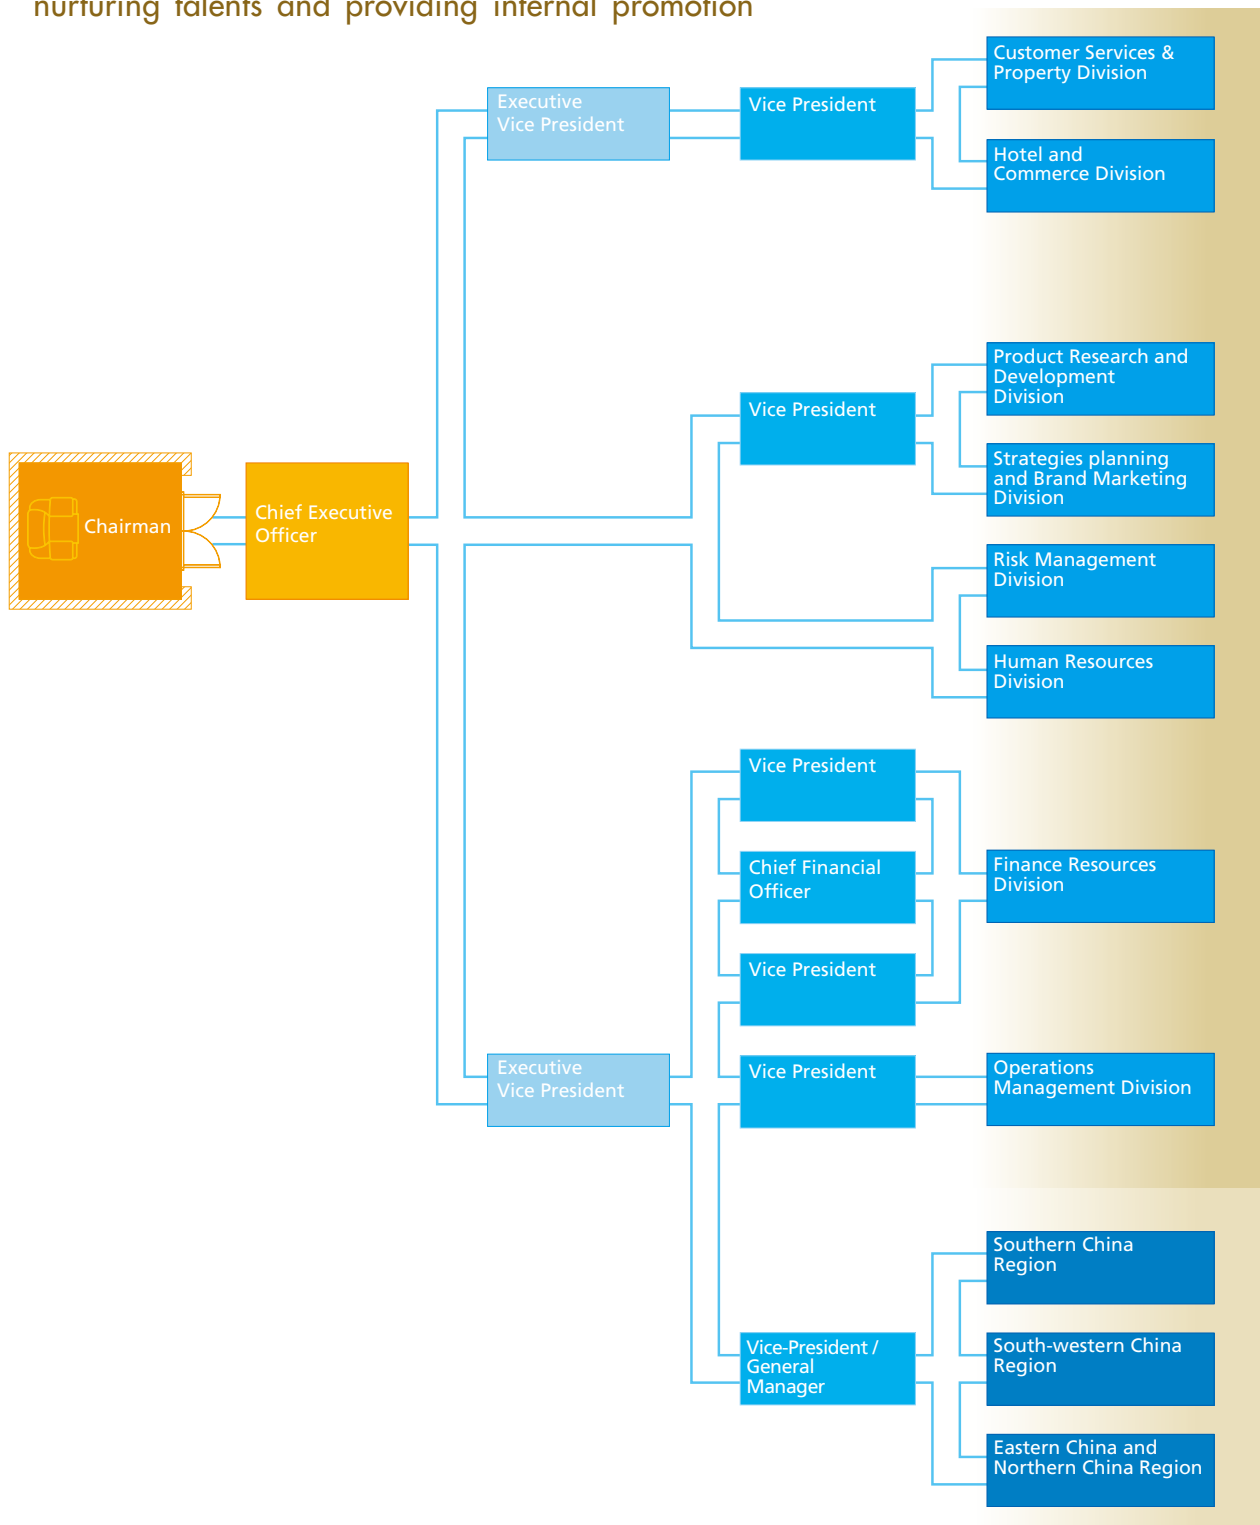 nurturing talents and providing internal promotion
Customer Services &
Property Division
Executive
Vice President
Vice President
Hotel and
Commerce Division
Product Research and
Development
Division
Vice President
Strategies planning
and Brand Marketing
Division
Chairman
Chief Executive
Officer
Risk Management
Division
Human Resources
Division
Vice President
Chief Financial
Officer
Finance Resources
Division
Vice President
Executive
Vice President
Vice President
Operations
Management Division
Southern China
Region
Vice-President /
General
Manager
South-western China
Region
Eastern China and
Northern China Region